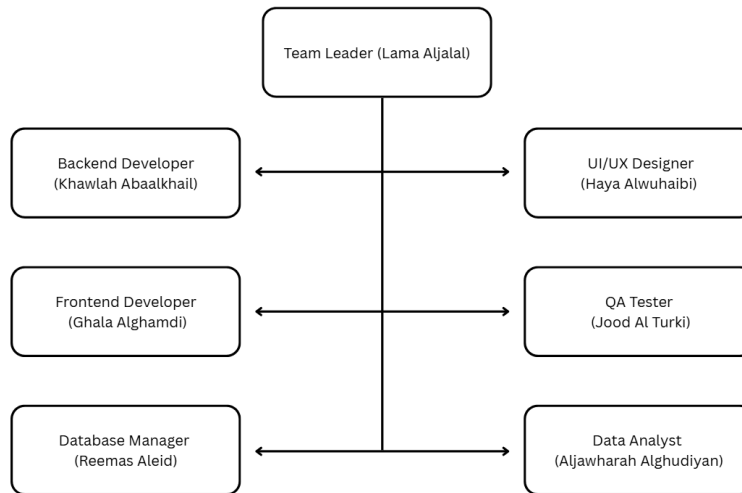 Team Leader (Lama Aljalal)
Backend Developer
(Khawlah Abaalkhail)
UI/UX Designer
(Haya Alwuhaibi)
Frontend Developer
(Ghala Alghamdi)
QA Tester
(Jood Al Turki)
Database Manager
(Reemas Aleid)
Data Analyst
(Aljawharah Alghudiyan)